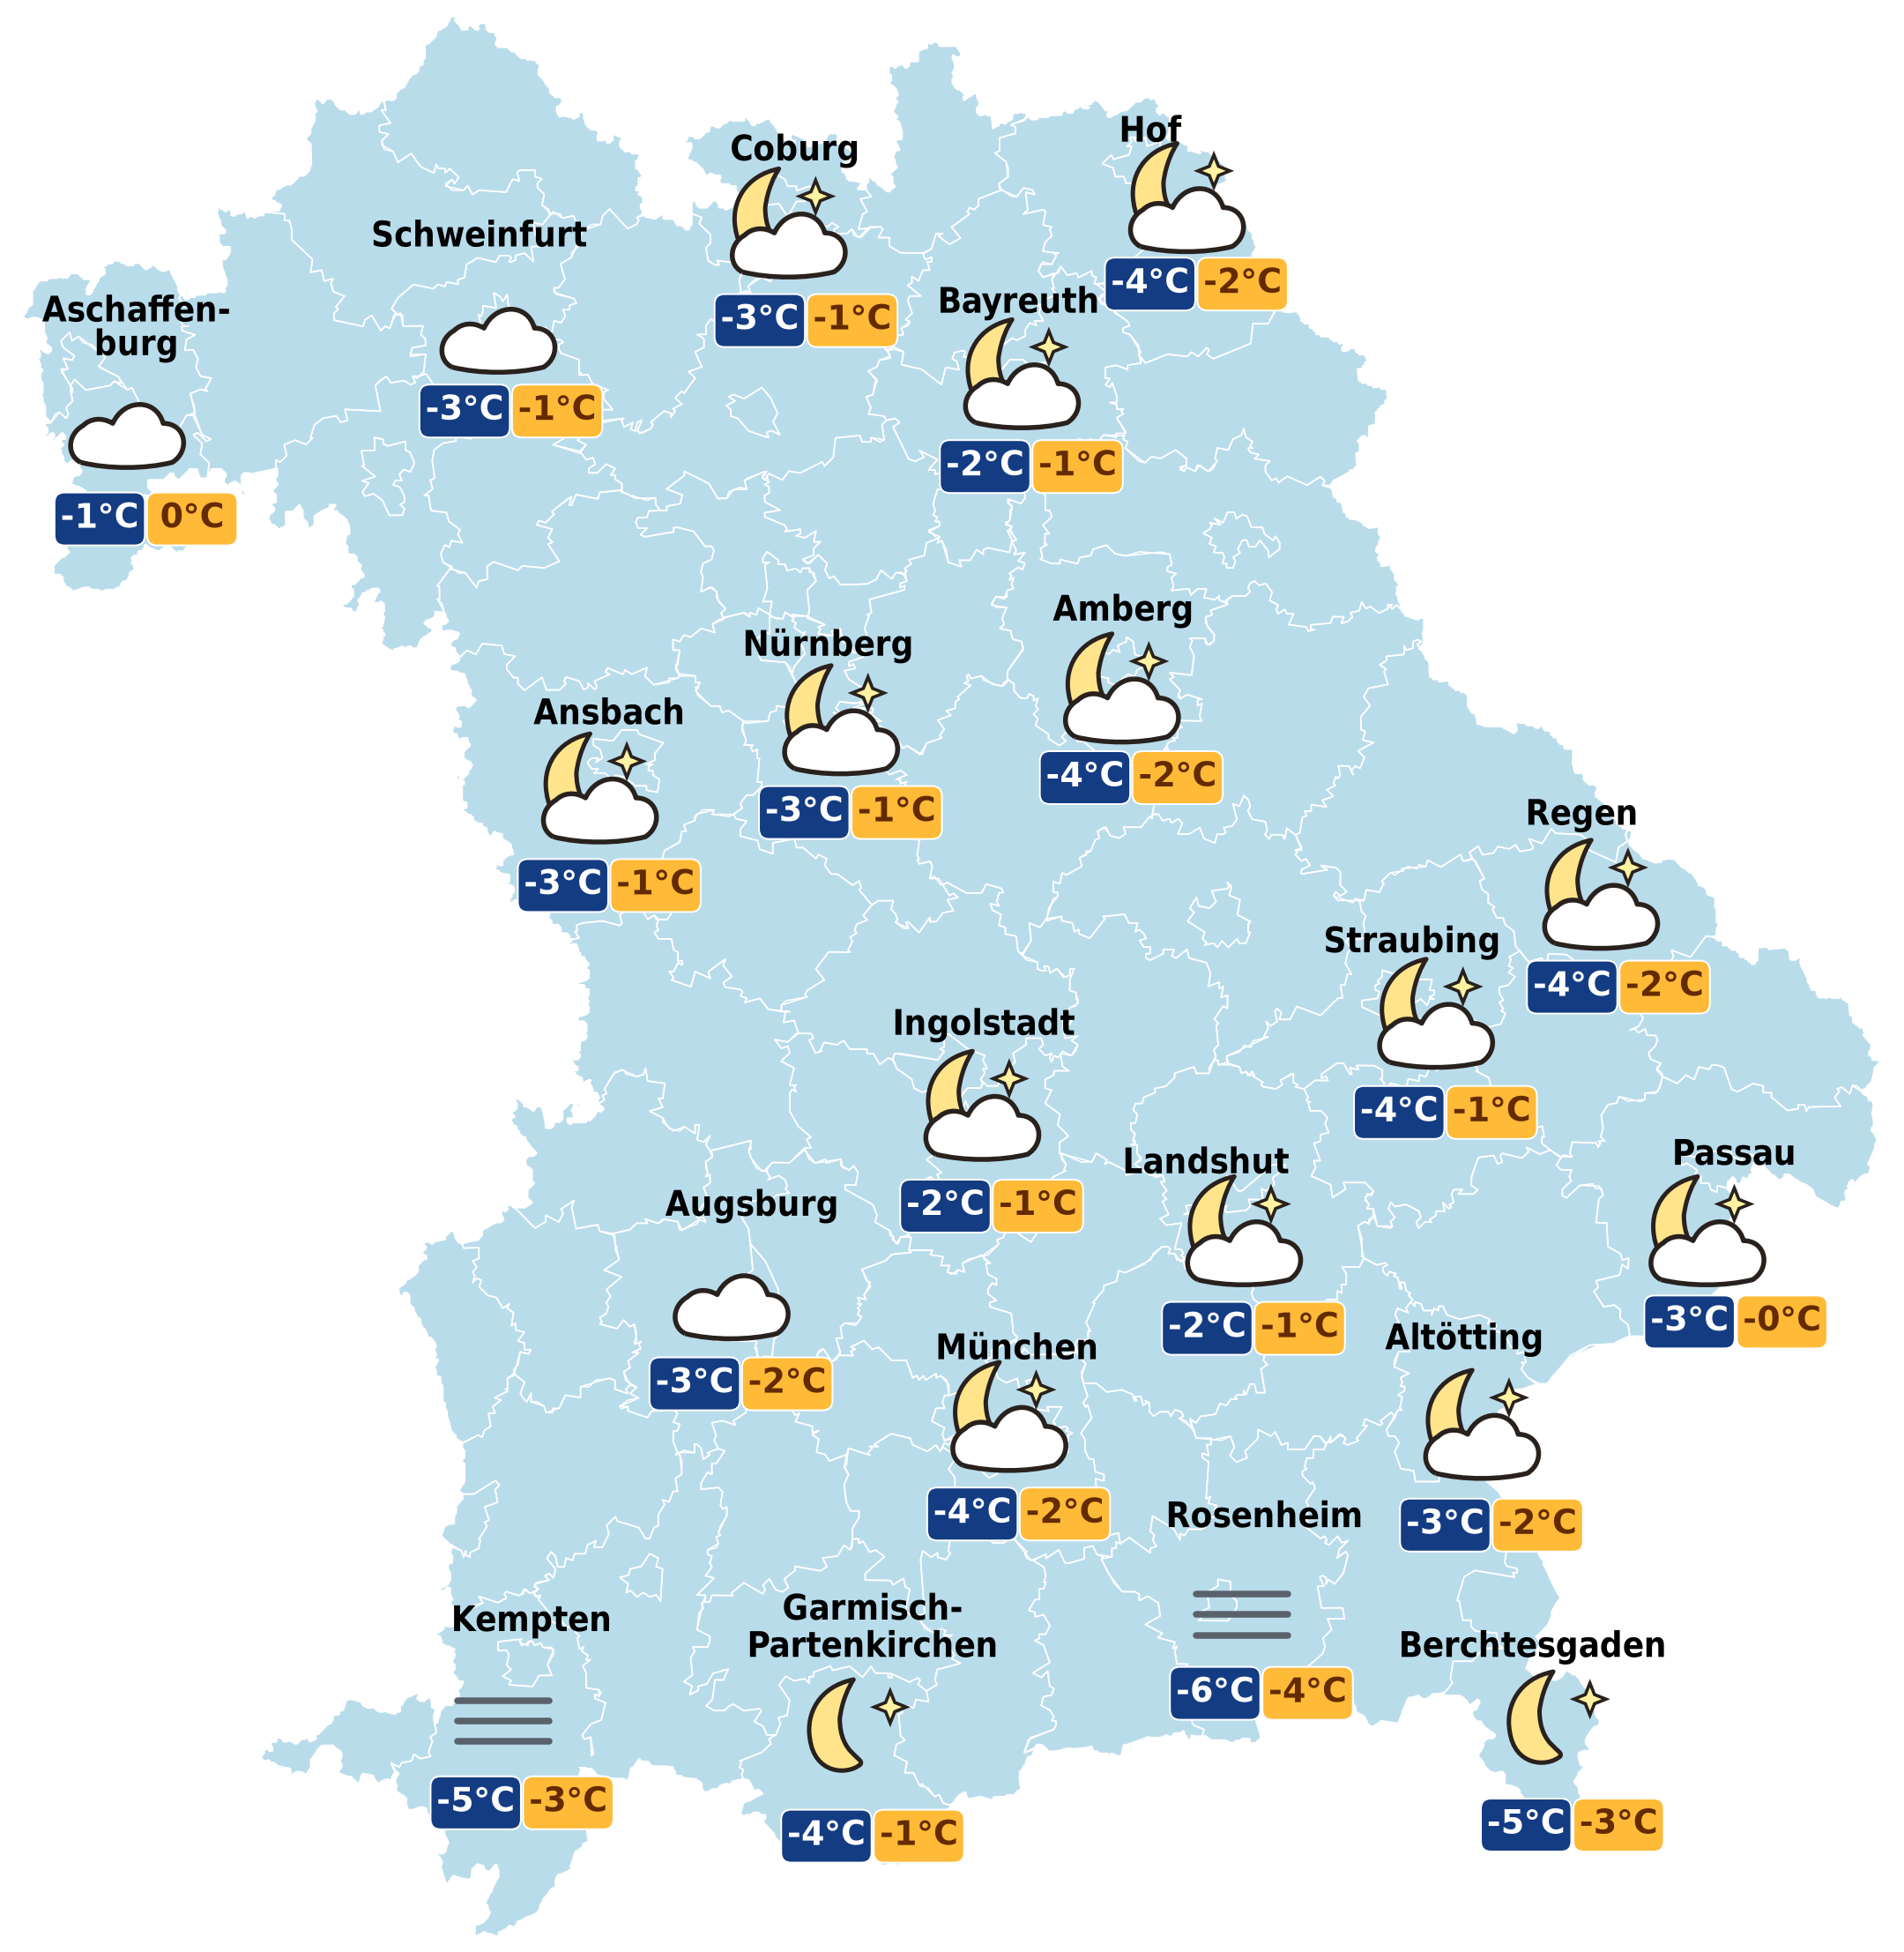 Hof
-4°C -2°C
Coburg
-3°C -1°C
Schweinfurt
-3°C -1°C
Bayreuth
-2°C -1°C
Aschaffen-
burg
-1°C 0°C
Amberg
-4°C -2°C
Nürnberg
-3°C -1°C
Ansbach
-3°C -1°C
Regen
-4°C -2°C
Straubing
-4°C -1°C
Ingolstadt
-2°C -1°C
Landshut
-2°C -1°C
Passau
-3°C -0°C
Augsburg
-3°C -2°C
München
-4°C -2°C
Altötting
-3°C -2°C
Rosenheim
-6°C -4°C
Kempten
-5°C -3°C
Garmisch-
Partenkirchen
-4°C -1°C
Berchtesgaden
-5°C -3°C